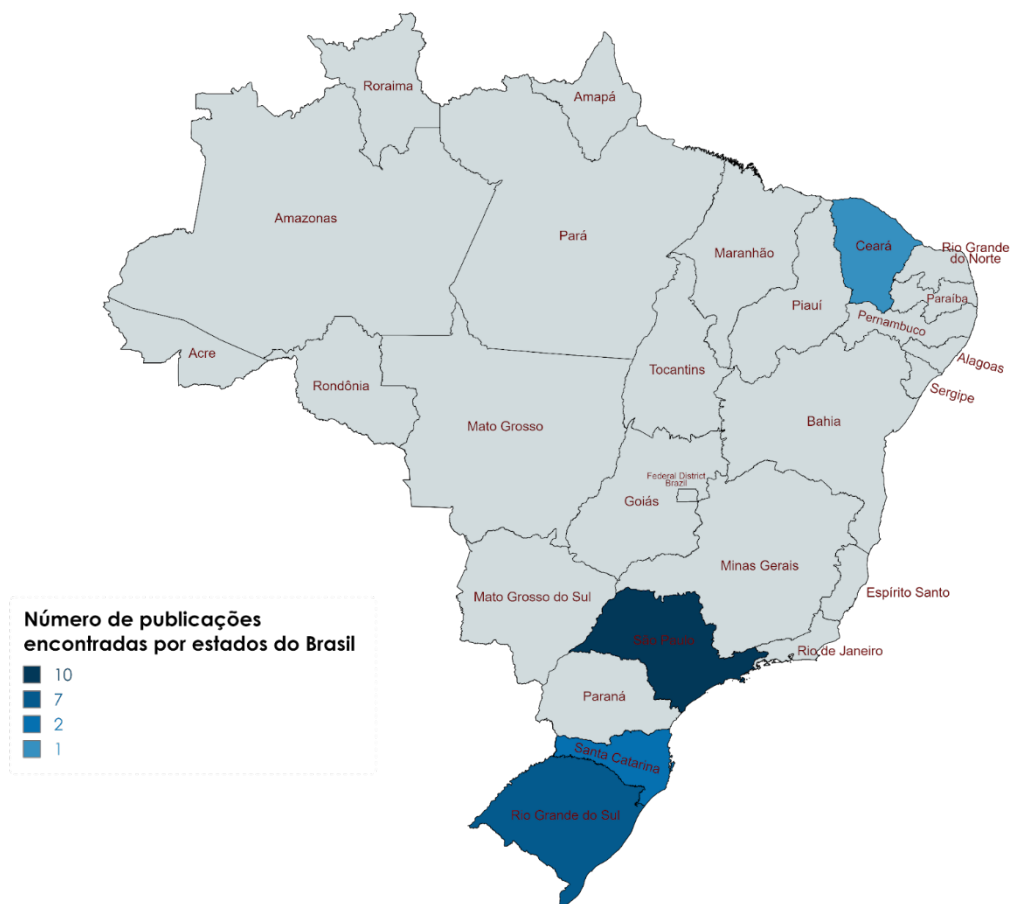 Roraima
Amapá
Amazonas
Pará
Maranhão
Ceará
Rio Grande
do Norte
Piauí
Paraíba
Pernambuco
Acre
Rondônia
Tocantins
Alagoas
Sergipe
Mato Grosso
Bahia
Federal District
Brazil
Goiás
Minas Gerais
Mato Grosso do Sul
Espírito Santo
São Paulo
Rio de Janeiro
Paraná
Santa Catarina
Rio Grande do Sul
Número de publicações
encontradas por estados do Brasil
10
7
2
1